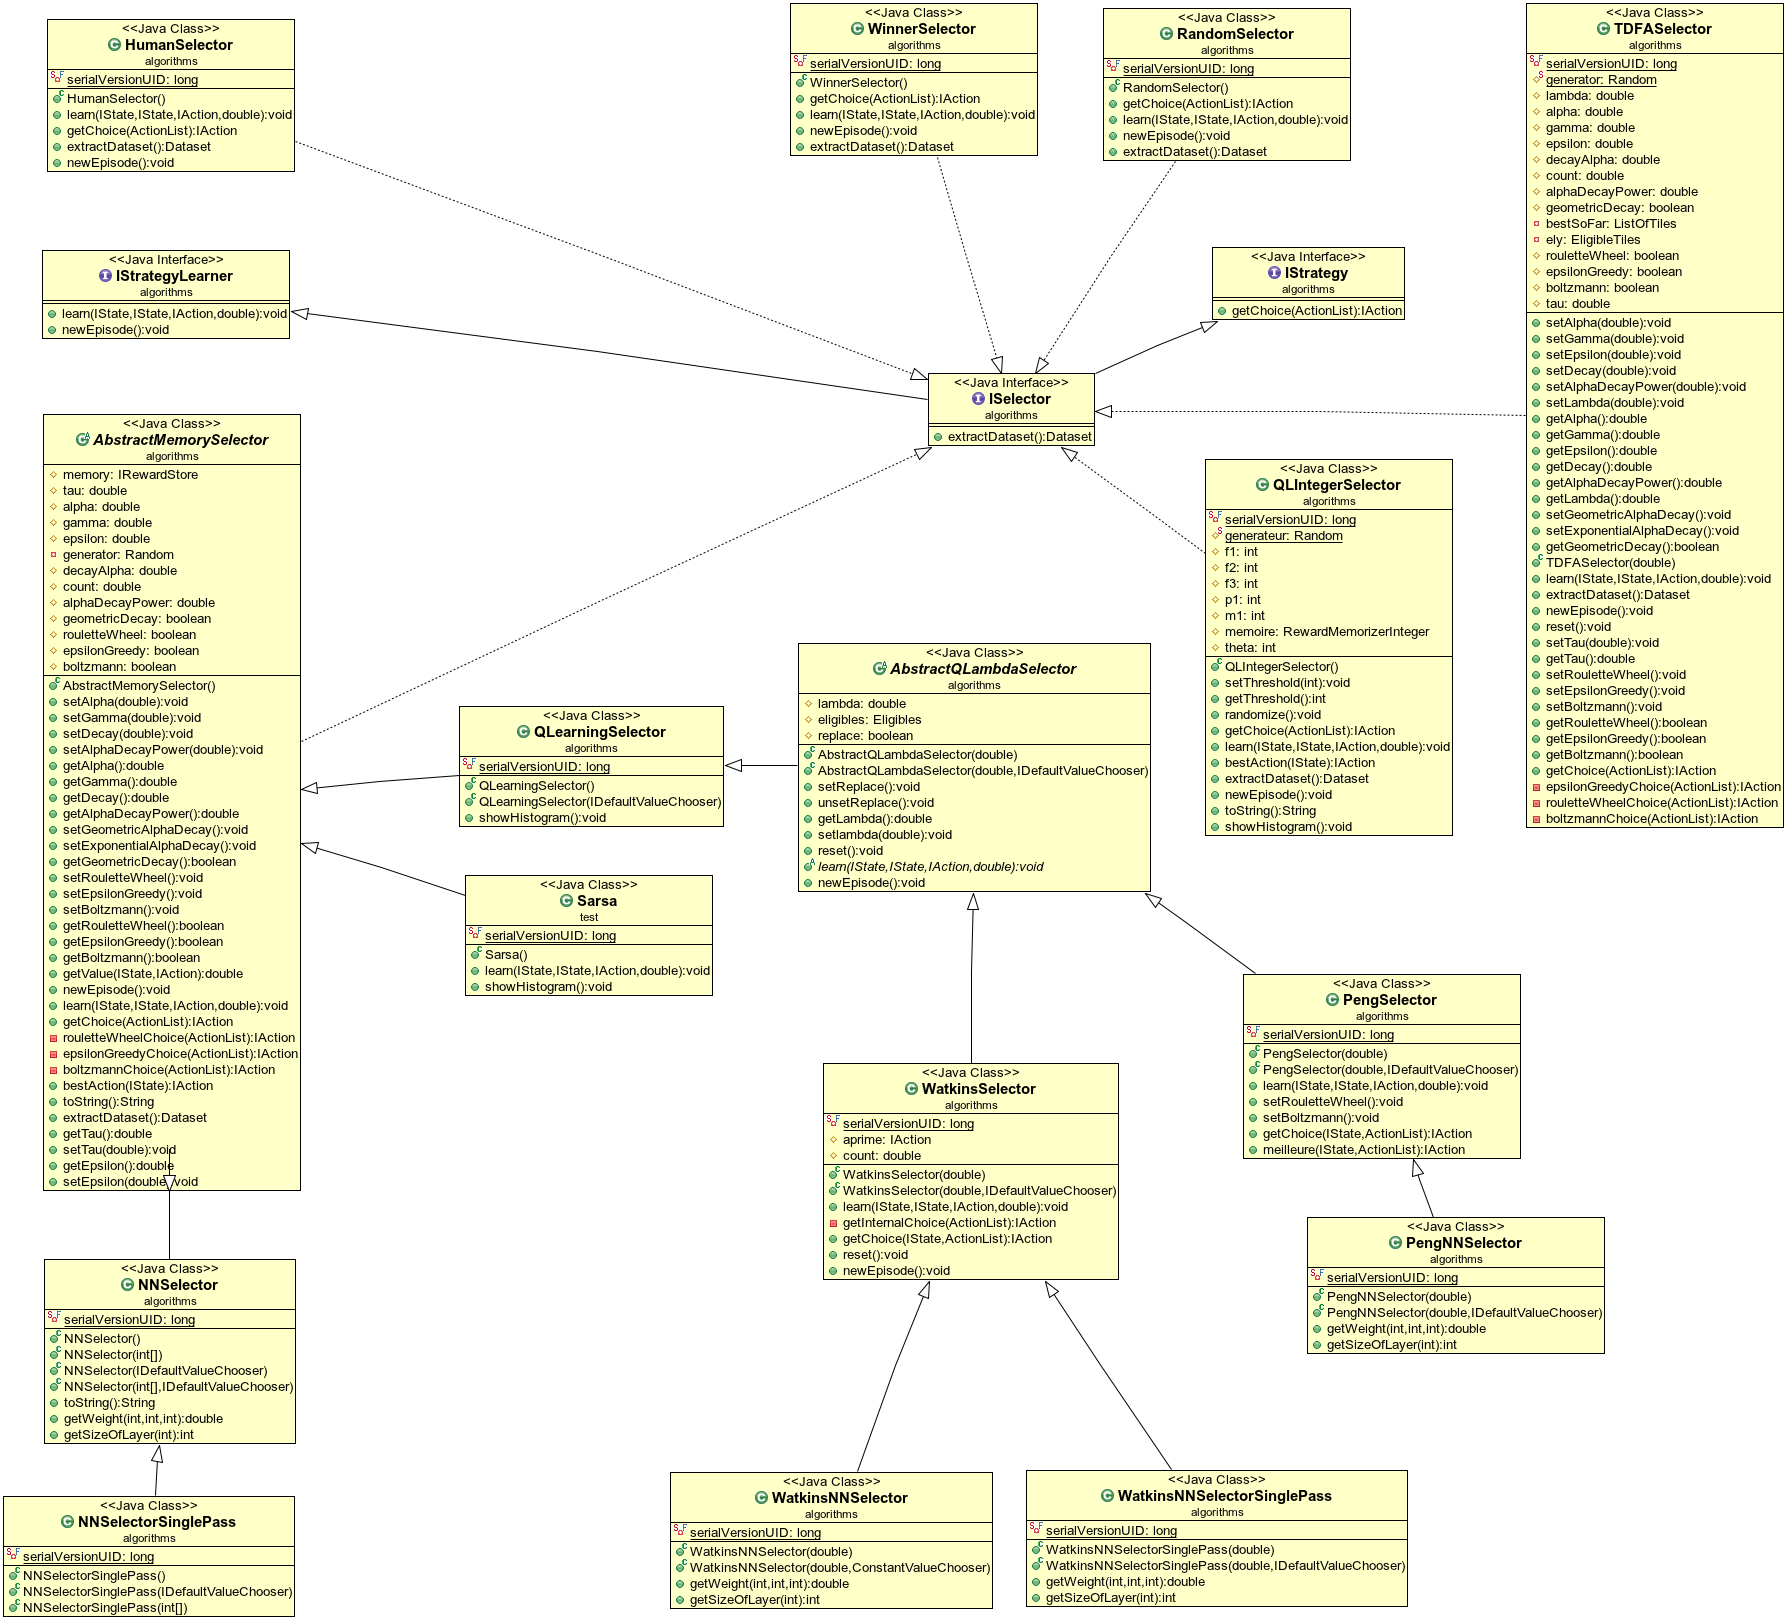 <<Java Class>>
HumanSelector
algorithms
serialVersionUID: long
HumanSelector()
learn(IState,IState,IAction,double):void
getChoice(ActionList):IAction
extractDataset():Dataset
newEpisode():void
<<Java Class>>
WinnerSelector
algorithms
serialVersionUID: long
WinnerSelector()
getChoice(ActionList):IAction
learn(IState,IState,IAction,double):void
newEpisode():void
extractDataset():Dataset
<<Java Class>>
RandomSelector
algorithms
serialVersionUID: long
RandomSelector()
getChoice(ActionList):IAction
learn(IState,IState,IAction,double):void
newEpisode():void
extractDataset():Dataset
<<Java Class>>
TDFASelector
algorithms
serialVersionUID: long
generator: Random
lambda: double
alpha: double
gamma: double
epsilon: double
decayAlpha: double
count: double
alphaDecayPower: double
geometricDecay: boolean
bestSoFar: ListOfTiles
ely: EligibleTiles
rouletteWheel: boolean
epsilonGreedy: boolean
boltzmann: boolean
tau: double
setAlpha(double):void
setGamma(double):void
setEpsilon(double):void
setDecay(double):void
setAlphaDecayPower(double):void
setLambda(double):void
getAlpha():double
getGamma():double
getEpsilon():double
getDecay():double
getAlphaDecayPower():double
getLambda():double
setGeometricAlphaDecay():void
setExponentialAlphaDecay():void
getGeometricDecay():boolean
TDFASelector(double)
learn(IState,IState,IAction,double):void
extractDataset():Dataset
newEpisode():void
reset():void
setTau(double):void
getTau():double
setRouletteWheel():void
setEpsilonGreedy():void
setBoltzmann():void
getRouletteWheel():boolean
getEpsilonGreedy():boolean
getBoltzmann():boolean
getChoice(ActionList):IAction
epsilonGreedyChoice(ActionList):IAction
rouletteWheelChoice(ActionList):IAction
boltzmannChoice(ActionList):IAction
<<Java Interface>>
IStrategyLearner
algorithms
learn(IState,IState,IAction,double):void
newEpisode():void
<<Java Interface>>
IStrategy
algorithms
getChoice(ActionList):IAction
<<Java Interface>>
ISelector
algorithms
extractDataset():Dataset
<<Java Class>>
AbstractMemorySelector
algorithms
memory: IRewardStore
tau: double
alpha: double
gamma: double
epsilon: double
generator: Random
decayAlpha: double
count: double
alphaDecayPower: double
geometricDecay: boolean
rouletteWheel: boolean
epsilonGreedy: boolean
boltzmann: boolean
AbstractMemorySelector()
setAlpha(double):void
setGamma(double):void
setDecay(double):void
setAlphaDecayPower(double):void
getAlpha():double
getGamma():double
getDecay():double
getAlphaDecayPower():double
setGeometricAlphaDecay():void
setExponentialAlphaDecay():void
getGeometricDecay():boolean
setRouletteWheel():void
setEpsilonGreedy():void
setBoltzmann():void
getRouletteWheel():boolean
getEpsilonGreedy():boolean
getBoltzmann():boolean
getValue(IState,IAction):double
newEpisode():void
learn(IState,IState,IAction,double):void
getChoice(ActionList):IAction
rouletteWheelChoice(ActionList):IAction
epsilonGreedyChoice(ActionList):IAction
boltzmannChoice(ActionList):IAction
bestAction(IState):IAction
toString():String
extractDataset():Dataset
getTau():double
setTau(double):void
getEpsilon():double
setEpsilon(double):void
<<Java Class>>
QLIntegerSelector
algorithms
serialVersionUID: long
generateur: Random
f1: int
f2: int
f3: int
p1: int
m1: int
memoire: RewardMemorizerInteger
theta: int
QLIntegerSelector()
setThreshold(int):void
getThreshold():int
randomize():void
getChoice(ActionList):IAction
learn(IState,IState,IAction,double):void
bestAction(IState):IAction
extractDataset():Dataset
newEpisode():void
toString():String
showHistogram():void
<<Java Class>>
AbstractQLambdaSelector
algorithms
lambda: double
eligibles: Eligibles
replace: boolean
AbstractQLambdaSelector(double)
AbstractQLambdaSelector(double,IDefaultValueChooser)
setReplace():void
unsetReplace():void
getLambda():double
setlambda(double):void
reset():void
learn(IState,IState,IAction,double):void
newEpisode():void
<<Java Class>>
QLearningSelector
algorithms
serialVersionUID: long
QLearningSelector()
QLearningSelector(IDefaultValueChooser)
showHistogram():void
<<Java Class>>
Sarsa
test
serialVersionUID: long
Sarsa()
learn(IState,IState,IAction,double):void
showHistogram():void
<<Java Class>>
PengSelector
algorithms
serialVersionUID: long
PengSelector(double)
PengSelector(double,IDefaultValueChooser)
learn(IState,IState,IAction,double):void
setRouletteWheel():void
setBoltzmann():void
getChoice(IState,ActionList):IAction
meilleure(IState,ActionList):IAction
<<Java Class>>
WatkinsSelector
algorithms
serialVersionUID: long
aprime: IAction
count: double
WatkinsSelector(double)
WatkinsSelector(double,IDefaultValueChooser)
learn(IState,IState,IAction,double):void
getInternalChoice(ActionList):IAction
getChoice(IState,ActionList):IAction
reset():void
newEpisode():void
<<Java Class>>
PengNNSelector
algorithms
serialVersionUID: long
PengNNSelector(double)
PengNNSelector(double,IDefaultValueChooser)
getWeight(int,int,int):double
getSizeOfLayer(int):int
<<Java Class>>
NNSelector
algorithms
serialVersionUID: long
NNSelector()
NNSelector(int[])
NNSelector(IDefaultValueChooser)
NNSelector(int[],IDefaultValueChooser)
toString():String
getWeight(int,int,int):double
getSizeOfLayer(int):int
<<Java Class>>
NNSelectorSinglePass
algorithms
serialVersionUID: long
NNSelectorSinglePass()
NNSelectorSinglePass(IDefaultValueChooser)
NNSelectorSinglePass(int[])
<<Java Class>>
WatkinsNNSelector
algorithms
serialVersionUID: long
WatkinsNNSelector(double)
WatkinsNNSelector(double,ConstantValueChooser)
getWeight(int,int,int):double
getSizeOfLayer(int):int
<<Java Class>>
WatkinsNNSelectorSinglePass
algorithms
serialVersionUID: long
WatkinsNNSelectorSinglePass(double)
WatkinsNNSelectorSinglePass(double,IDefaultValueChooser)
getWeight(int,int,int):double
getSizeOfLayer(int):int